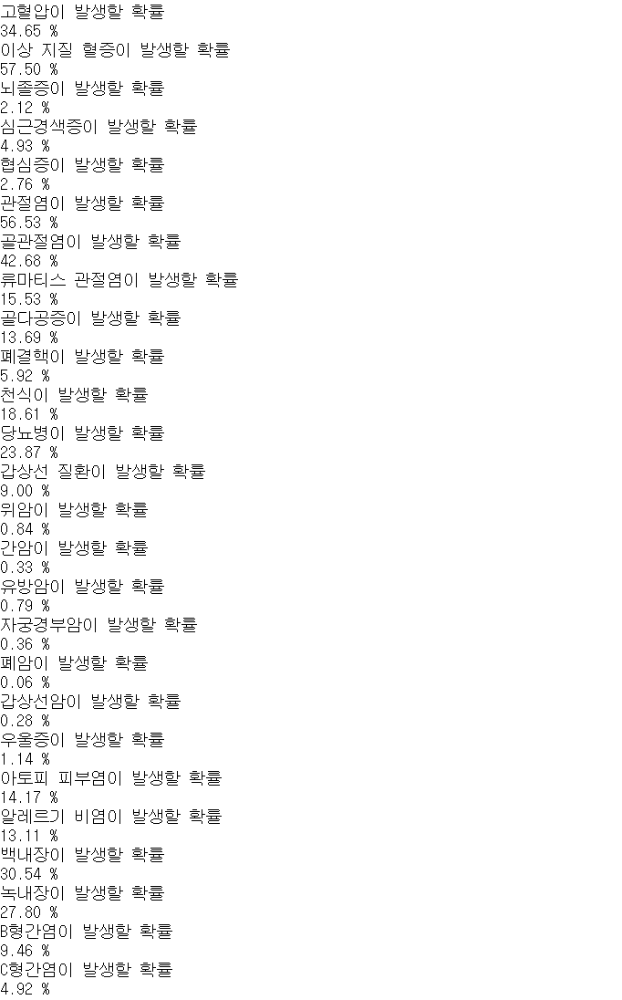 고혈압이 발생할 확률
34.65 %
이상 지질 혈증이 발생할 확률
57.50 %
뇌졸증이 발생할 확률
2.12 %
심근경색증이 발생할 확률
4.93 %
협심증이 발생할 확률
2.76 %
관절염이 발생할 확률
56.53 %
골관절염이 발생할 확률
42.68 %
류마티스 관절염이 발생할 확률
15.53 %
골다공증이 발생할 확률
13.69 %
폐결핵이 발생할 확률
5.92 %
천식이 발생할 확률
18.61 %
당뇨병이 발생할 확률
23.87 %
갑상선 질환이 발생할 확률
9.00 %
위암이 발생할 확률
0.84 %
간암이 발생할 확률
0.33 %
유방암이 발생할 확률
0.79 %
자궁경부암이 발생할 확률
0.36 %
폐암이 발생할 확률
0.06 %
갑상선암이 발생할 확률
0.28 %
우울증이 발생할 확률
1.14 %
아토피 피부염이 발생할 확률
14.17 %
알레르기 비염이 발생할 확률
13.11 %
백내장이 발생할 확률
30.54 %
녹내장이 발생할 확률
27.80 %
B형간염이 발생할 확률
9.46 %
C형간염이 발생할 확률
4.92 %